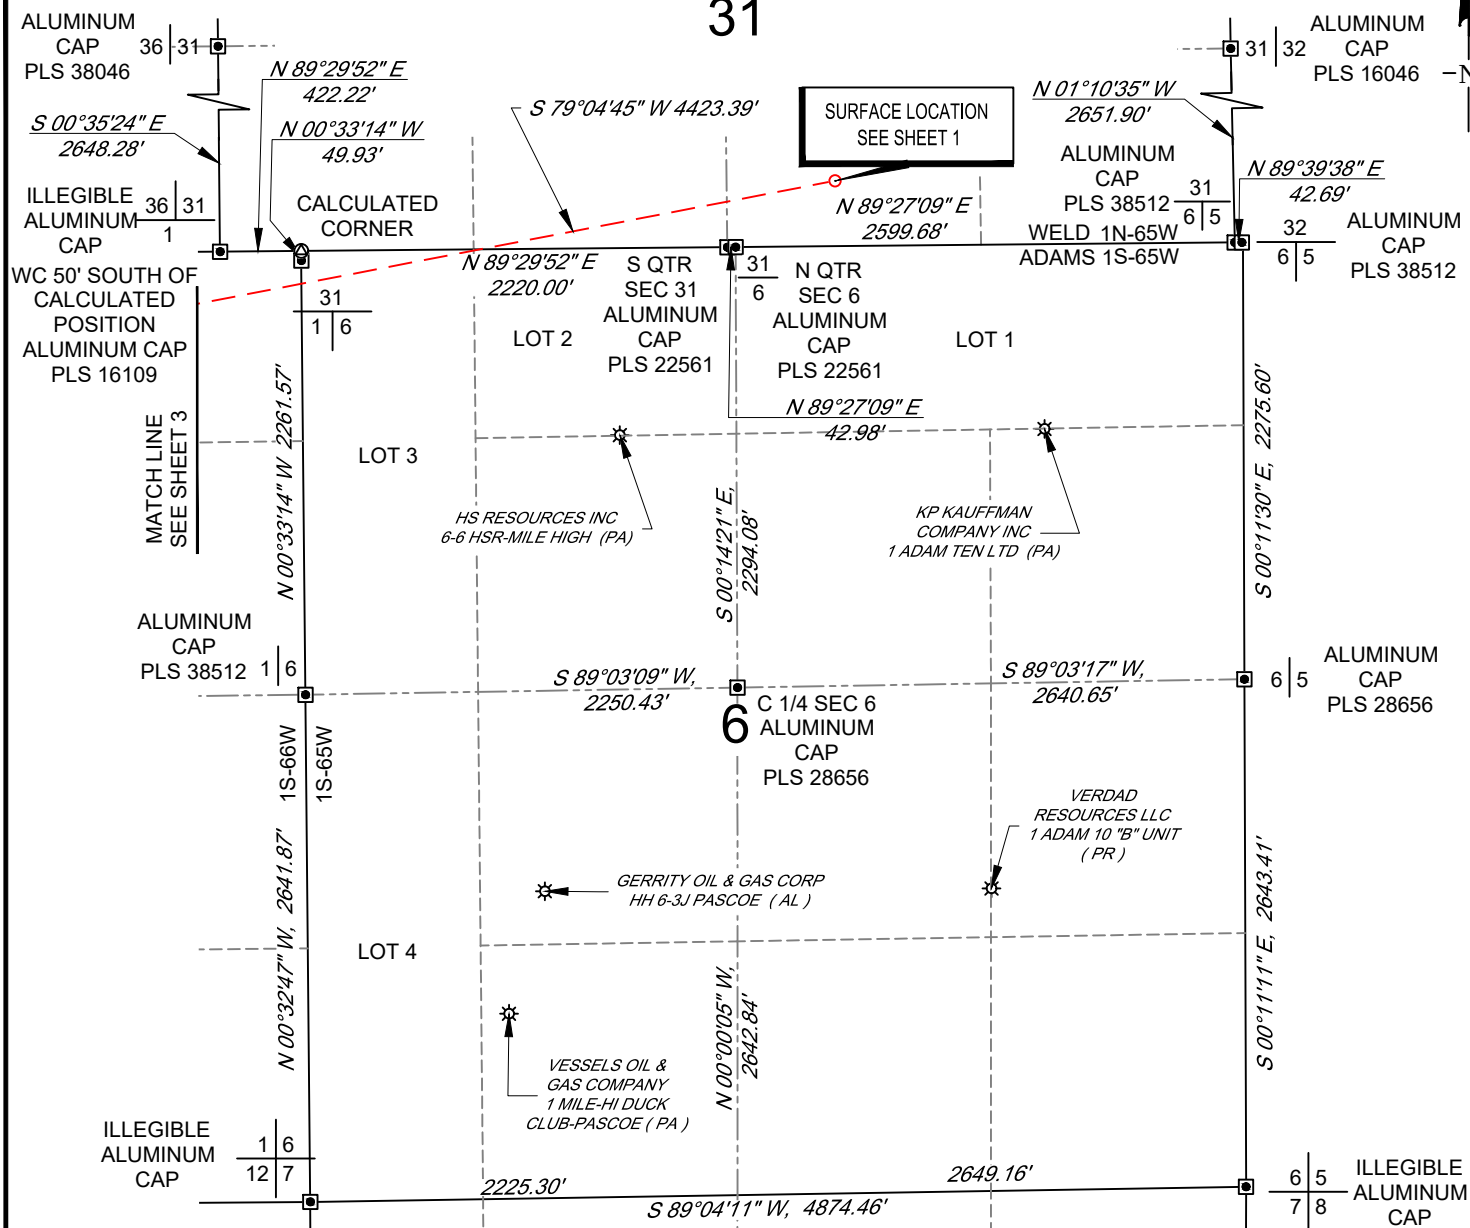 31
ALUMINUM
CAP
PLS 38046
36 31
N 89°29'52" E
422.22'
S 00°35'24" E
2648.28'
N 00°33'14" W
49.93'
S 79°04'45" W 4423.39'
SURFACE LOCATION
SEE SHEET 1
N 01°10'35" W
2651.90'
31 32
ALUMINUM
CAP
PLS 16046
ILLEGIBLE
ALUMINUM
CAP
36 31
1
CALCULATED
CORNER
N 89°27'09" E
2599.68'
ALUMINUM
CAP
PLS 38512
31
6 5
N 89°39'38" E
42.69'
WELD 1N-65W
ADAMS 1S-65W
32
6 5
ALUMINUM
CAP
PLS 38512
WC 50' SOUTH OF
CALCULATED
POSITION
ALUMINUM CAP
PLS 16109
31
1 6
N 89°29'52" E
2220.00'
S QTR
SEC 31
ALUMINUM
CAP
PLS 22561
31
6
N QTR
SEC 6
ALUMINUM
CAP
PLS 22561
LOT 2
LOT 1
N 89°27'09" E
42.98'
MATCH LINE
SEE SHEET 3
N 00°33'14" W 2261.57'
LOT 3
HS RESOURCES INC
6-6 HSR-MILE HIGH (PA)
S 00°14'21" E,
2294.08'
KP KAUFFMAN
COMPANY INC
1 ADAM TEN LTD (PA)
S 00°11'30" E, 2275.60'
ALUMINUM
CAP
PLS 38512
1 6
S 89°03'09" W,
2250.43'
S 89°03'17" W,
2640.65'
6 5
ALUMINUM
CAP
PLS 28656
6
C 1/4 SEC 6
ALUMINUM
CAP
PLS 28656
1S-66W
1S-65W
VERDAD
RESOURCES LLC
1 ADAM 10 "B" UNIT
( PR )
N 00°32'47" W, 2641.87'
GERRITY OIL & GAS CORP
HH 6-3J PASCOE ( AL )
LOT 4
N 00°00'05" W,
2642.84'
S 00°11'11" E, 2643.41'
VESSELS OIL &
GAS COMPANY
1 MILE-HI DUCK
CLUB-PASCOE ( PA )
ILLEGIBLE
ALUMINUM
CAP
1 6
12 7
2225.30'
2649.16'
S 89°04'11" W, 4874.46'
6 5
7 8
ILLEGIBLE
ALUMINUM
CAP